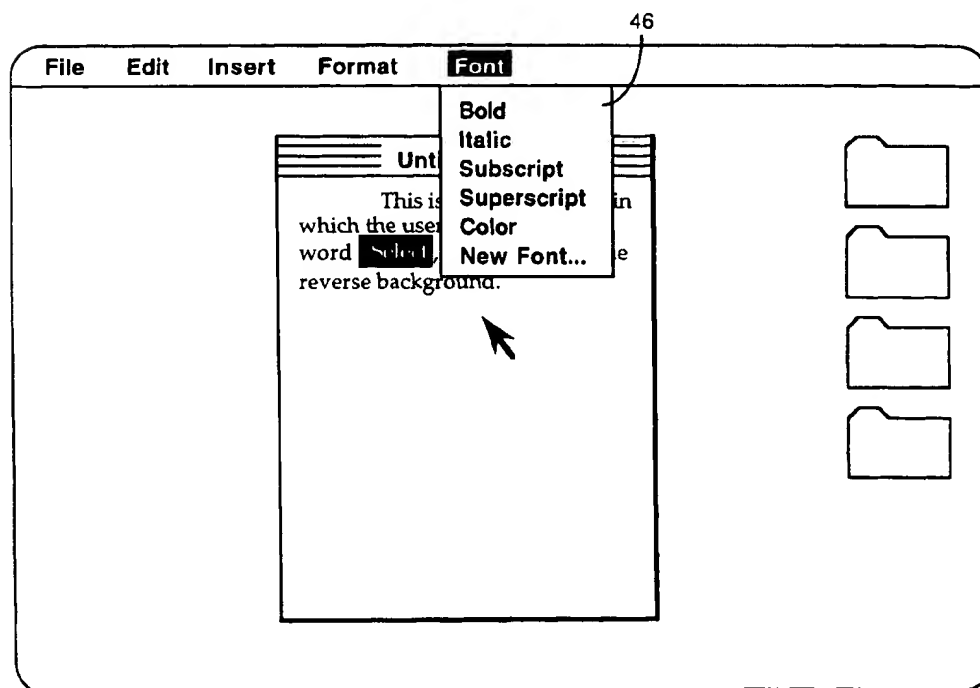 46
File Edit Insert Format Font
Bold
Italic
Subscript
Superscript
Color
New Font...
Unti
This is in
which the user
word Select, e
reverse background.